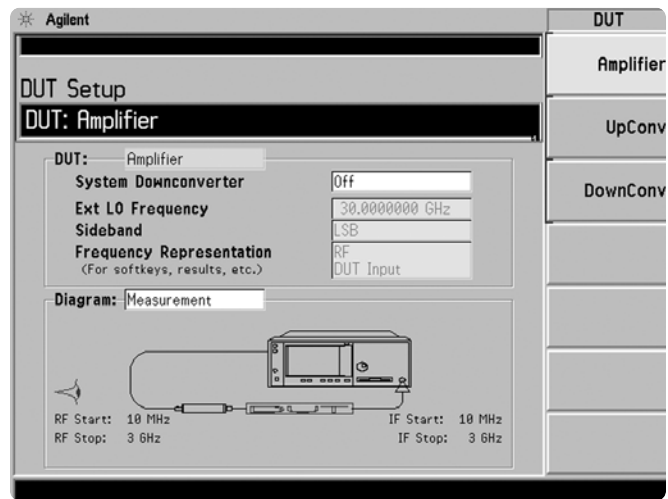 Agilent
DUT
DUT Setup
DUT: Amplifier
Amplifier
UpConv
DownConv
DUT: Amplifier
System Downconverter Off
Ext LO Frequency 30.0000000 GHz
Sideband LSB
Frequency Representation RF
(For softkeys, results, etc.) DUT Input
Diagram: Measurement
RF Start: 10 MHz
RF Stop: 3 GHz
IF Start: 10 MHz
IF Stop: 3 GHz